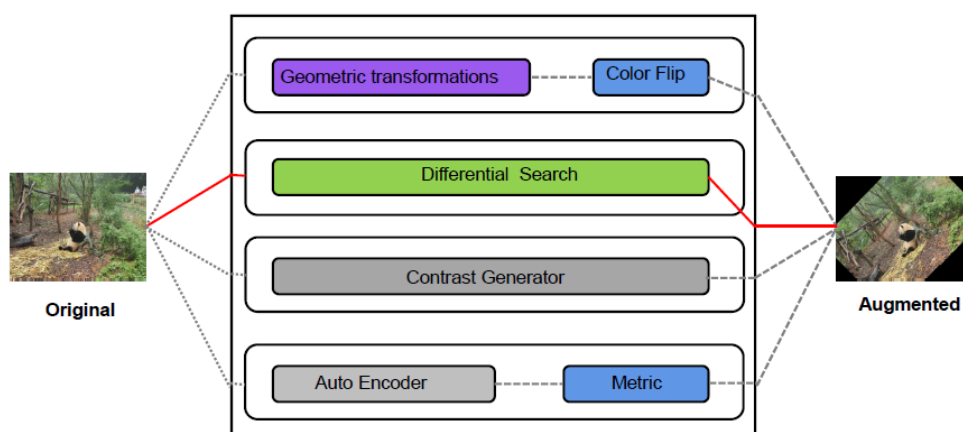 Geometric transformations
Color Flip
Differential Search
Original
Contrast Generator
Augmented
Auto Encoder
Metric